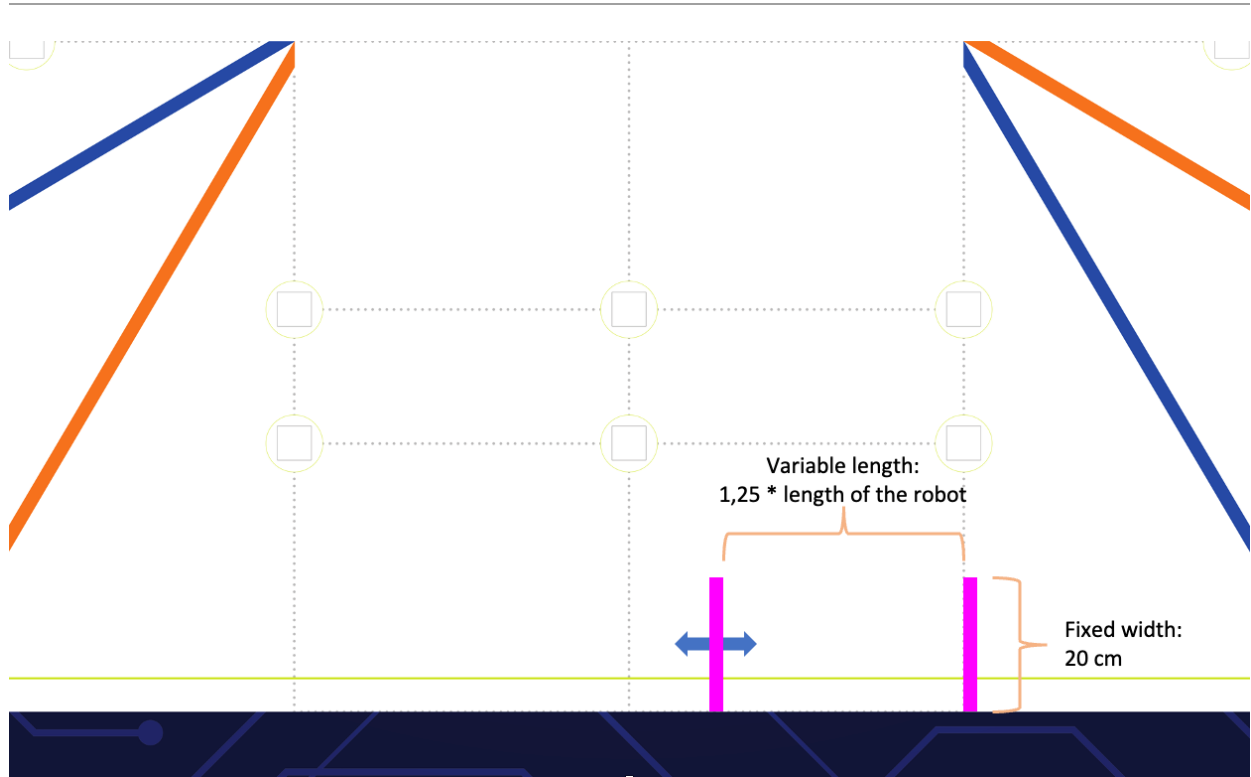 Variable length:
1,25 * length of the robot
Fixed width:
20 cm